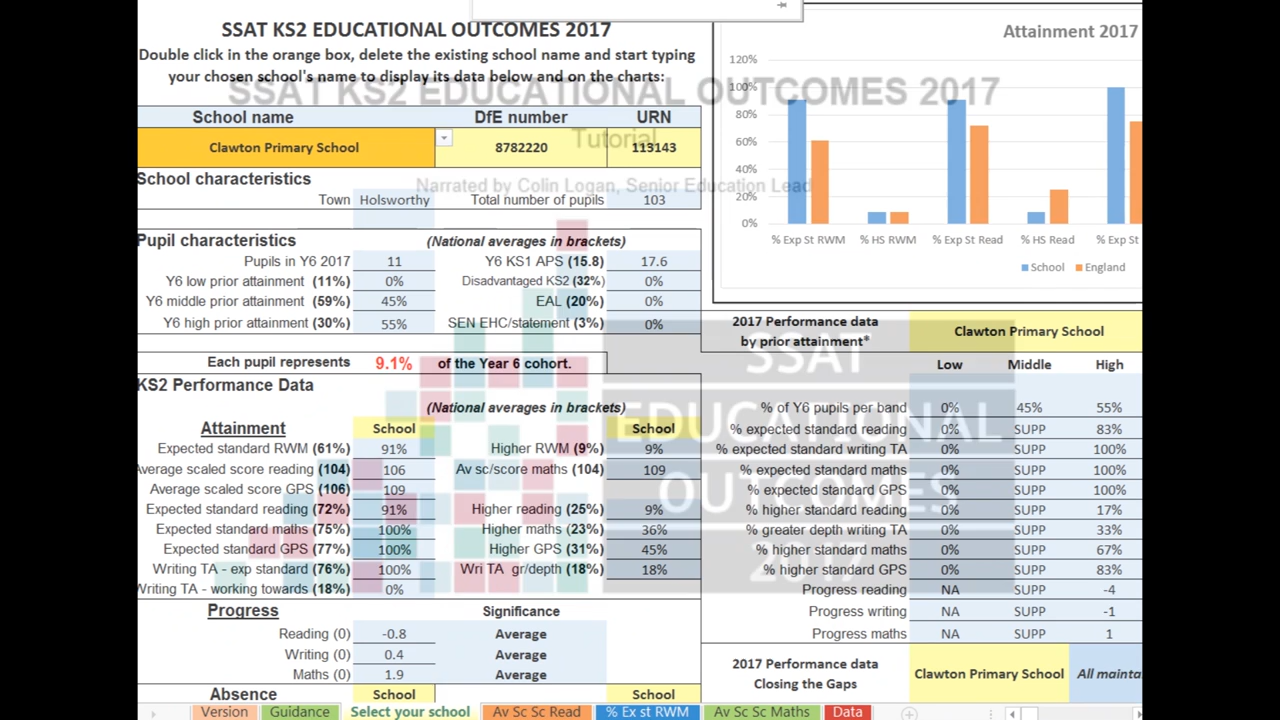 SSAT KS2 EDUCATIONAL OUTCOMES 2017
Double click in the orange box, delete the existing school name and start typing
your chosen school's name to display its data below and on the charts:
SSAT KS2 EDUCATIONAL OUTCOMES 2017
Tutorial
Narrated by Colin Logan, Senior Education Lead
School name DfE number URN
Clawton Primary School 8782220 113143
School characteristics
Town Holsworthy Total number of pupils 103
Pupil characteristics (National averages in brackets)
Pupils in Y6 2017 11 Y6 KS1 APS (15.8) 17.6
Y6 low prior attainment (11%) 0% Disadvantaged KS2 (32%) 0%
Y6 middle prior attainment (59%) 45% EAL (20%) 0%
Y6 high prior attainment (30%) 55% SEN EHC/statement (3%) 0%
Each pupil represents 9.1% of the Year 6 cohort.
KS2 Performance Data
(National averages in brackets)
Attainment School School
Expected standard RWM (61%) 91% Higher RWM (9%) 9%
Average scaled score reading (104) 106 Av sc/score maths (104) 109
Average scaled score GPS (106) 109
Expected standard reading (72%) 91% Higher reading (25%) 9%
Expected standard maths (75%) 100% Higher maths (23%) 36%
Expected standard GPS (77%) 100% Higher GPS (31%) 45%
Writing TA - exp standard (76%) 100% Wri TA gr/depth (18%) 18%
Writing TA - working towards (18%) 0%
Progress Significance
Reading (0) -0.8 Average
Writing (0) 0.4 Average
Maths (0) 1.9 Average
Absence School School
Attainment 2017
120%
100%
80%
60%
40%
20%
0%
% Exp St RWM % HS RWM % Exp St Read % HS Read % Exp St
School England
2017 Performance data
by prior attainment* Clawton Primary School
Low Middle High
% of Y6 pupils per band 0% 45% 55%
% expected standard reading 0% SUPP 83%
% expected standard writing TA 0% SUPP 100%
% expected standard maths 0% SUPP 100%
% expected standard GPS 0% SUPP 100%
% higher standard reading 0% SUPP 17%
% greater depth writing TA 0% SUPP 33%
% higher standard maths 0% SUPP 67%
% higher standard GPS 0% SUPP 83%
Progress reading NA SUPP -4
Progress writing NA SUPP -1
Progress maths NA SUPP 1
2017 Performance data
Closing the Gaps Clawton Primary School All mainta
SSAT
EDUCATIONAL
OUTCOMES
2017
Version Guidance Select your school Av Sc Sc Read % Ex st RWM Av Sc Sc Maths Data